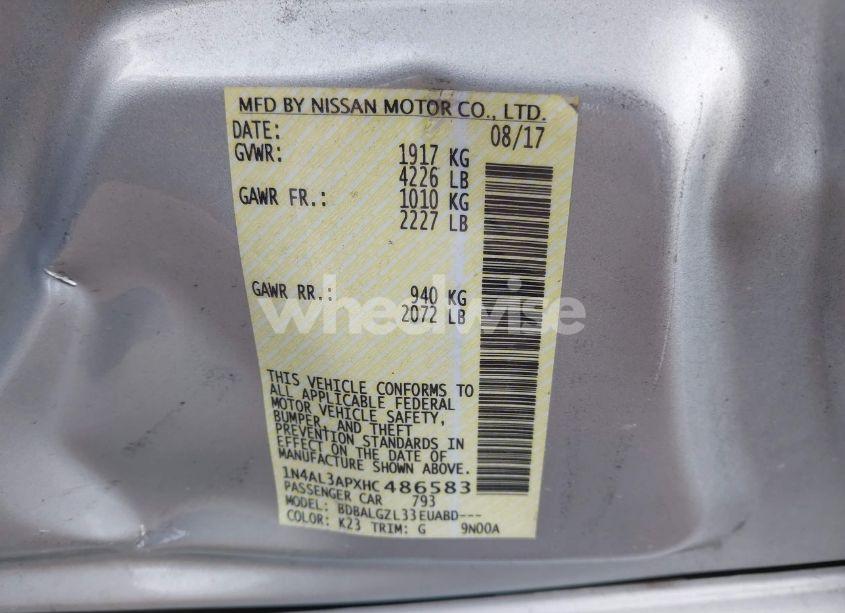 MFD BY NISSAN MOTOR CO., LTD.
DATE: 08/17
GVWR: 1917 KG
4226 LB
GAWR FR.: 1010 KG
2227 LB
GAWR RR.: 940 KG
2072 LB
wheelwise
THIS VEHICLE CONFORMS TO
ALL APPLICABLE FEDERAL
MOTOR VEHICLE SAFETY,
BUMPER, AND THEFT
PREVENTION STANDARDS IN
EFFECT ON THE DATE OF
MANUFACTURE SHOWN ABOVE.
1N4AL3APXHC486583
PASSENGER CAR 793
MODEL: BDBALGZL33EUABD---
COLOR: K23 TRIM: G 9N00A